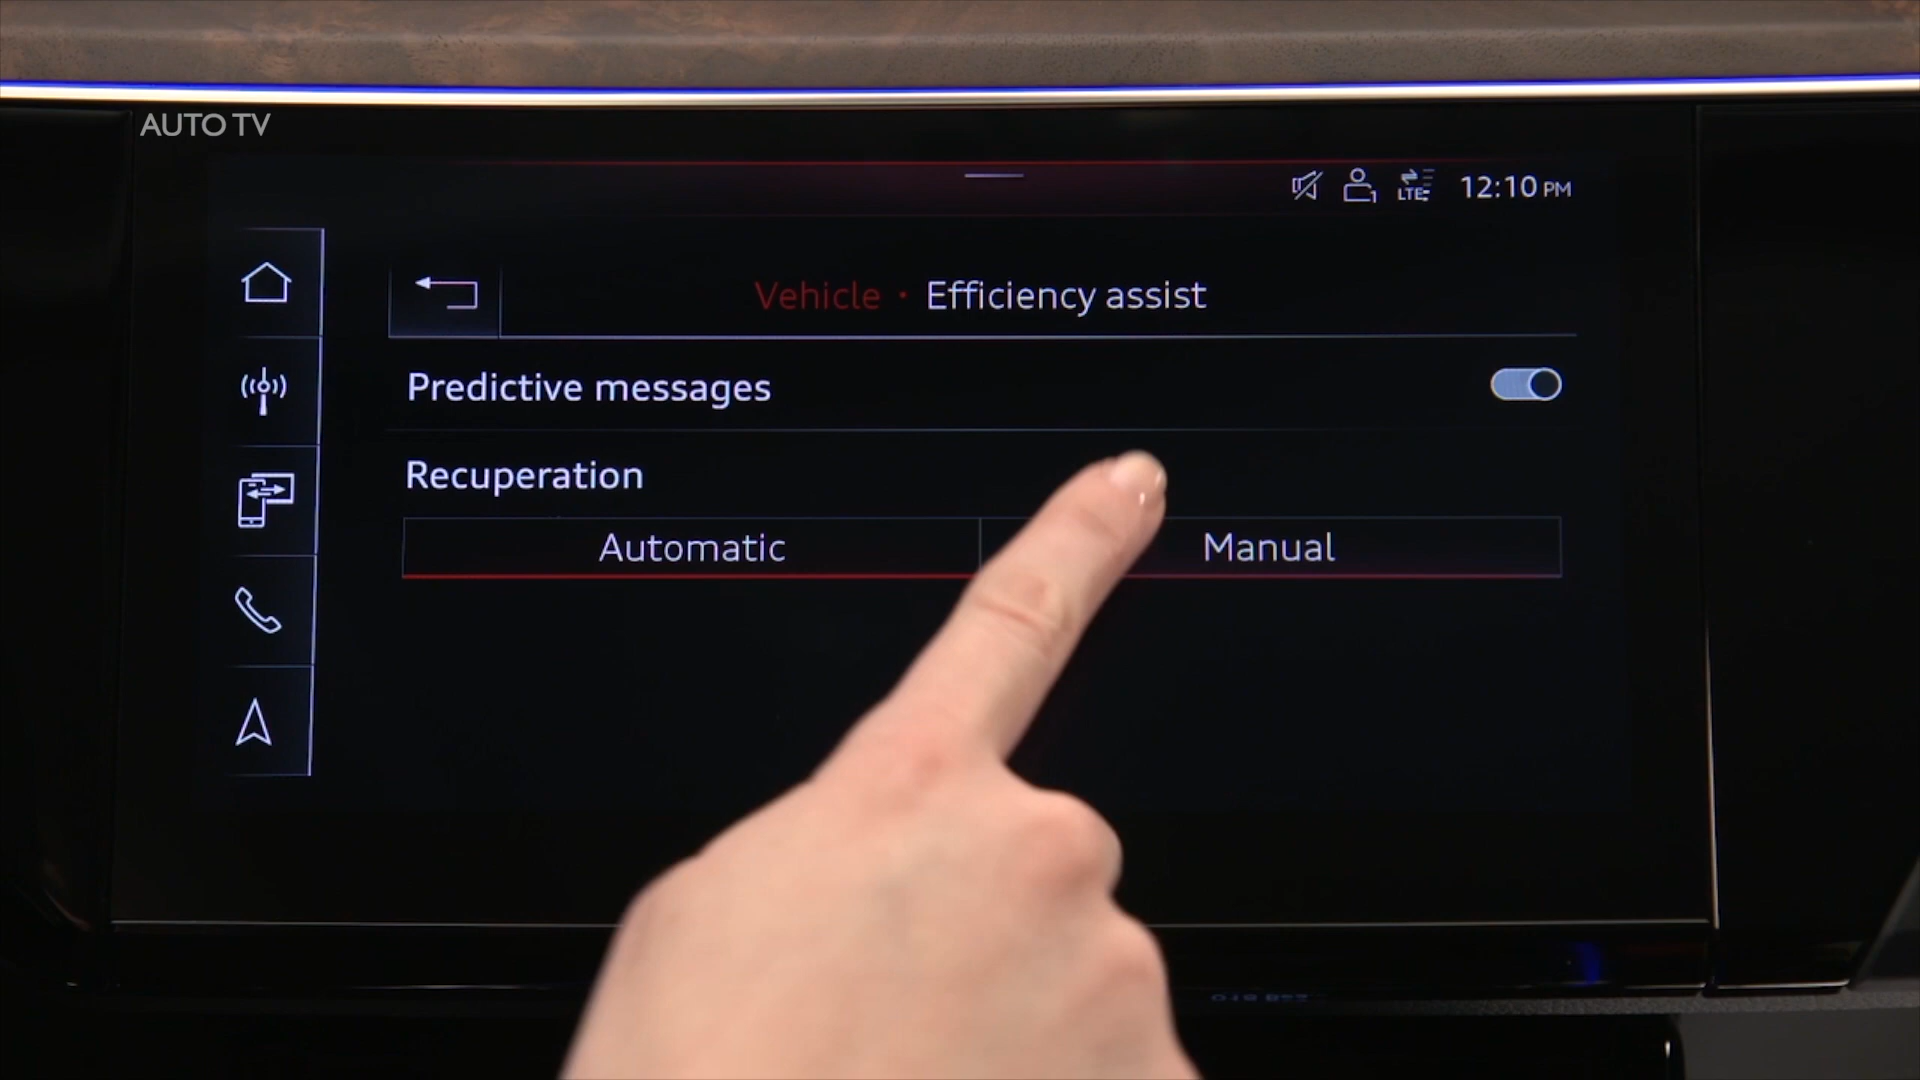 AUTO TV
LTE 12:10 PM
Vehicle · Efficiency assist
Predictive messages
Recuperation
Automatic Manual